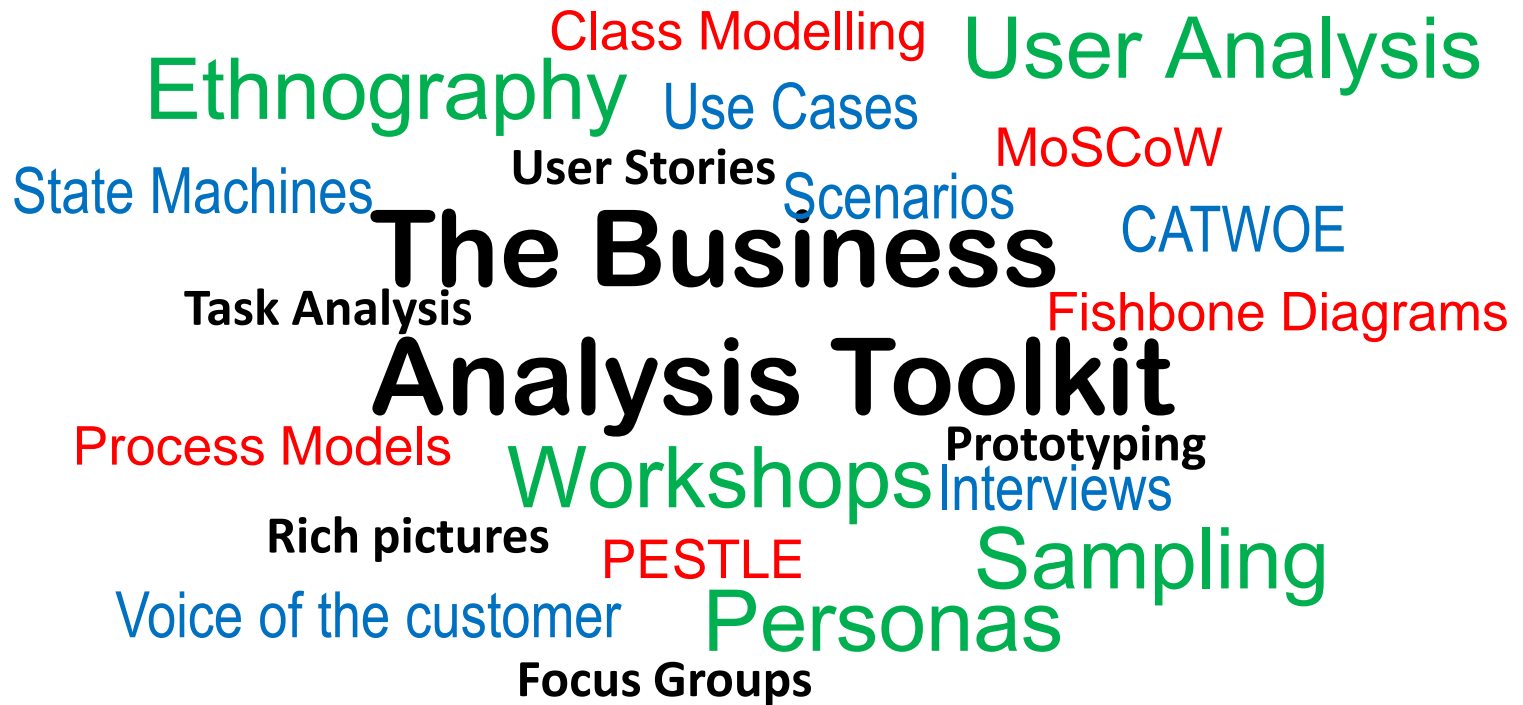 Class Modelling
User Analysis
Ethnography
Use Cases
MoSCoW
User Stories
State Machines
Scenarios
CATWOE
The Business
Task Analysis
Fishbone Diagrams
Analysis Toolkit
Process Models
Prototyping
Workshops
Interviews
Rich pictures
PESTLE
Sampling
Voice of the customer
Personas
Focus Groups